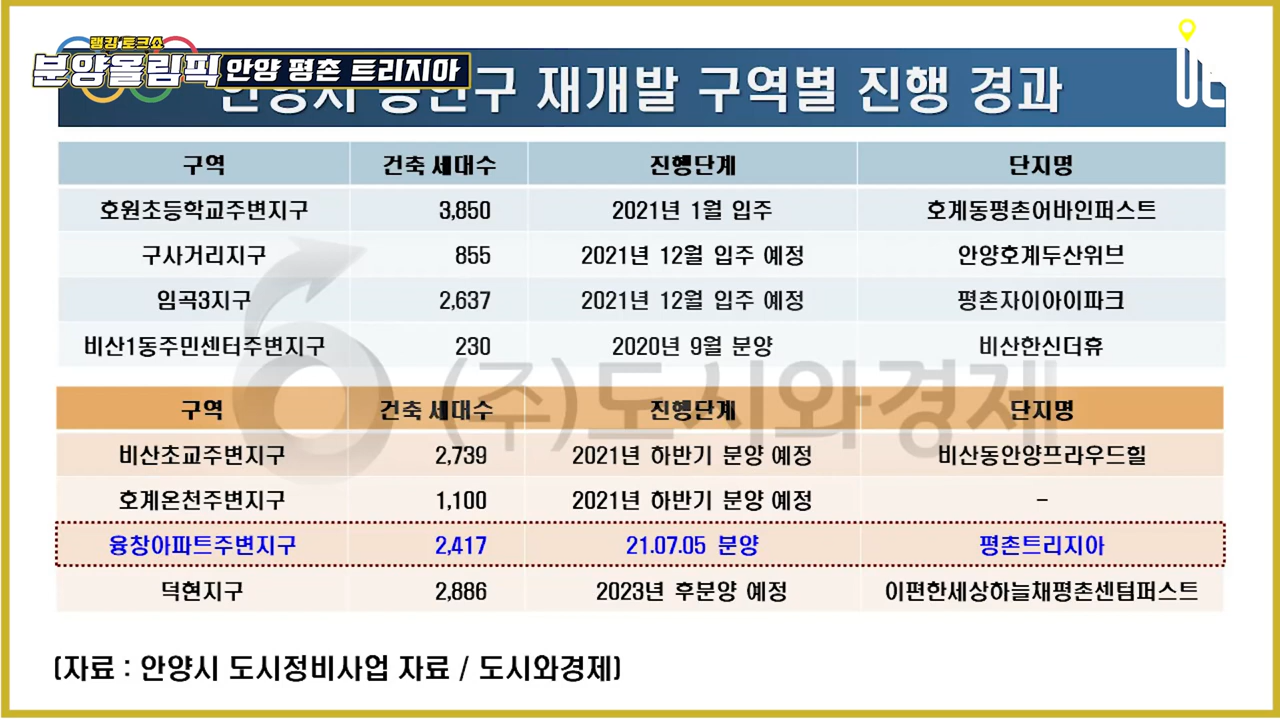 랭킹 토크쇼
분양올림픽 안양 평촌 트리지아
재개발 구역별 진행 경과
구역 건축 세대수 진행단계 단지명
호원초등학교주변지구 3,850 2021년 1월 입주 호계동평촌어바인퍼스트
구사거리지구 855 2021년 12월 입주 예정 안양호계두산위브
임곡3지구 2,637 2021년 12월 입주 예정 평촌자이아이파크
비산1동주민센터주변지구 230 2020년 9월 분양 비산한신더휴
(주)도시와경제
구역 건축 세대수 진행단계 단지명
비산초교주변지구 2,739 2021년 하반기 분양 예정 비산동안양프라우드힐
호계온천주변지구 1,100 2021년 하반기 분양 예정 -
융창아파트주변지구 2,417 21.07.05 분양 평촌트리지아
덕현지구 2,886 2023년 후분양 예정 이편한세상하늘채평촌센텀퍼스트
(자료 : 안양시 도시정비사업 자료 / 도시와경제)